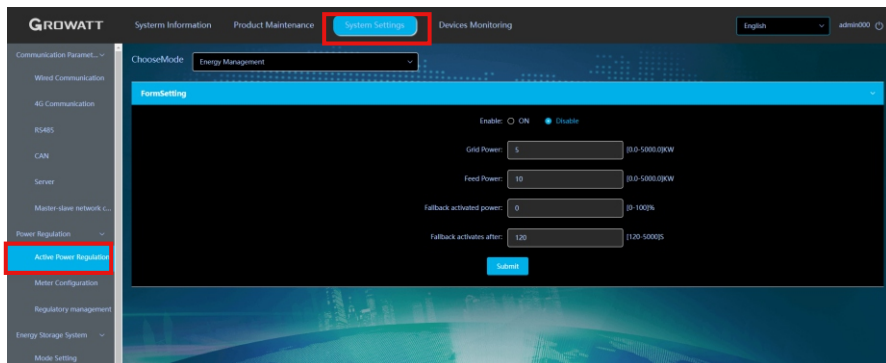 GROWATT
Systerm Information
Product Maintenance
System Settings
Devices Monitoring
English
admin000
Communication Paramet...
Wired Communication
4G Communication
RS485
CAN
Server
Master-slave network c...
Power Regulation
Active Power Regulation
Meter Configuration
Regulatory management
Energy Storage System
Mode Setting
ChooseMode
Energy Management
FormSetting
Enable: ON Disable
Grid Power: 5 [0.0-5000.0]KW
Feed Power: 10 [0.0-5000.0]KW
Fallback activated power: 0 [0-100]%
Fallback activates after: 120 [120-5000]S
Submit